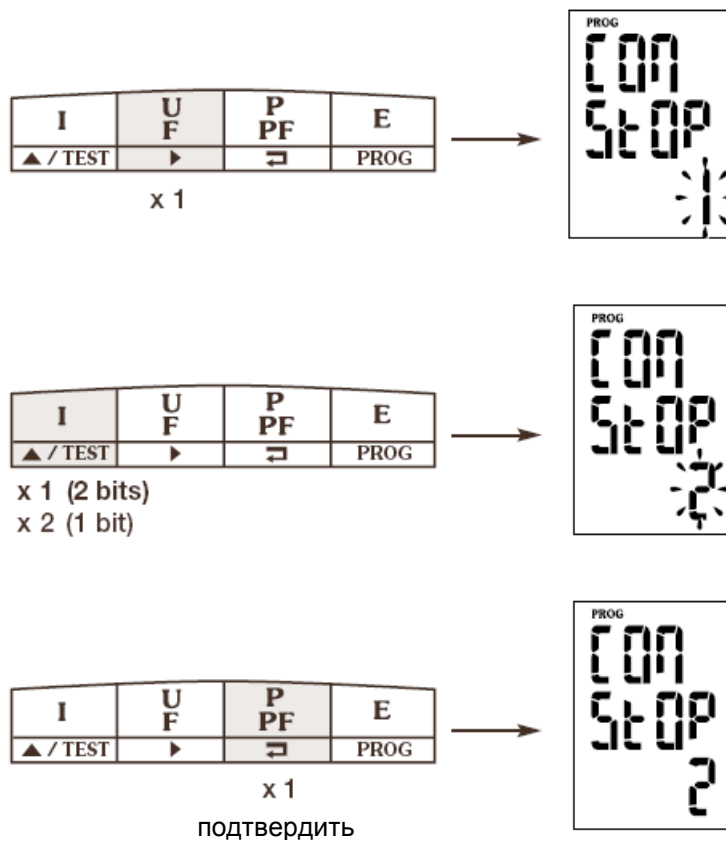 PROG
COM
StOP
1
I U F P PF E
▲ / TEST ► ⮐ PROG
x 1
PROG
COM
StOP
2
I U F P PF E
▲ / TEST ► ⮐ PROG
x 1 (2 bits)
x 2 (1 bit)
PROG
COM
StOP
2
I U F P PF E
▲ / TEST ► ⮐ PROG
x 1
подтвердить